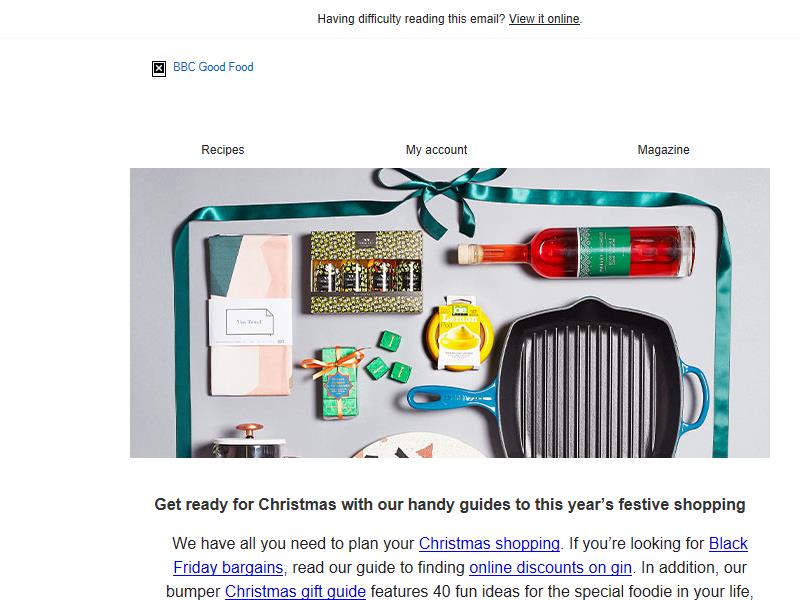 Having difficulty reading this email? View it online.
BBC Good Food
Recipes
My account
Magazine
Tea Towel
Lemon
Get ready for Christmas with our handy guides to this year’s festive shopping
We have all you need to plan your Christmas shopping. If you’re looking for Black
Friday bargains, read our guide to finding online discounts on gin. In addition, our
bumper Christmas gift guide features 40 fun ideas for the special foodie in your life,